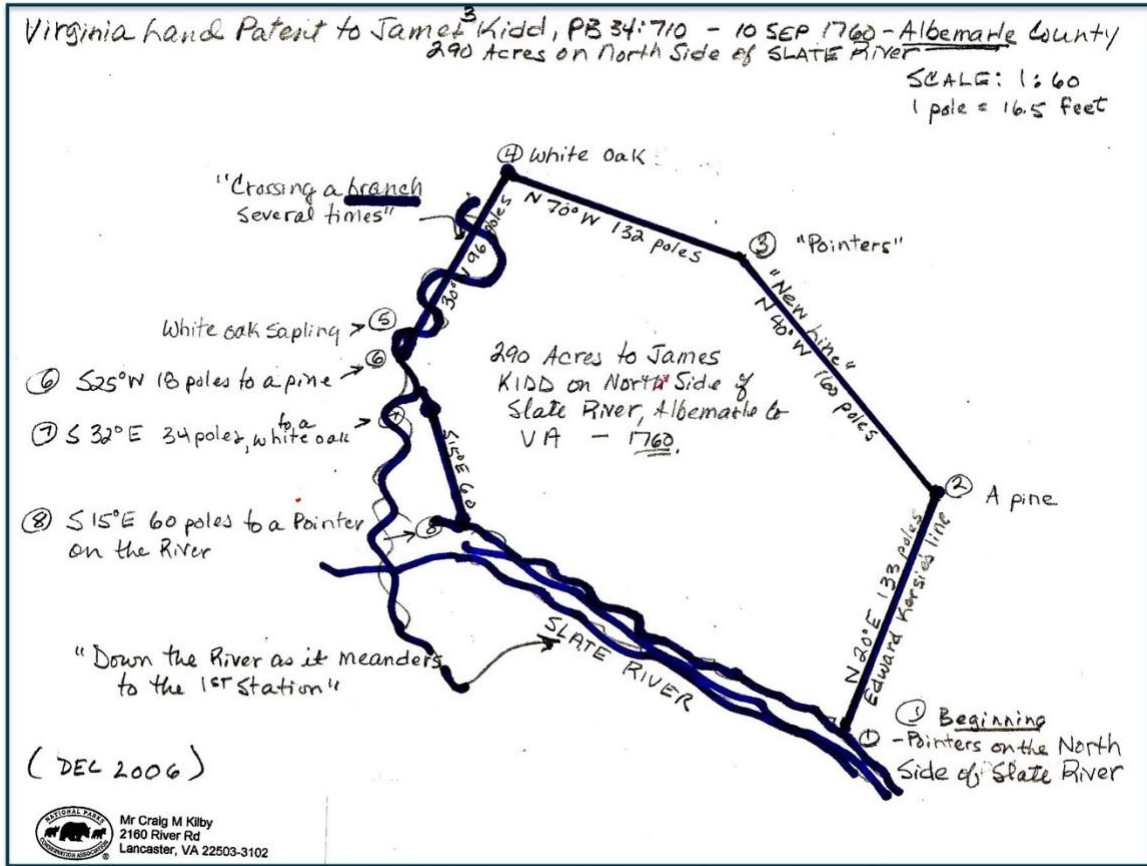 Virginia Land Patent to James³ Kidd, PB 34:710 - 10 SEP 1760 - Albemarle County
290 Acres on North Side of SLATE River
SCALE: 1:60
1 pole = 16.5 feet
④ White Oak
"Crossing a branch
Several times"
N 70° W 132 poles
③ "Pointers"
30° W 96 poles
"New Line"
N 40° W 160 poles
White oak Sapling ⑤
⑥
290 Acres to James
KIDD on North Side of
Slate River, Albemarle Co
VA - 1760.
⑥ S25°W 18 poles to a pine
⑦ S 32°E 34 poles, to a white oak
⑦
S15°E 60
② A pine
⑧ S 15°E 60 poles to a Pointer
on the River
⑧
N 20° E 133 poles
Edward Kersie's line
SLATE RIVER
"Down the River as it meanders
to the 1ST Station"
① Beginning
①
-Pointers on the North
Side of Slate River
(DEC 2006)
NATIONAL PARKS
CONSERVATION ASSOCIATION
®
Mr Craig M Kilby
2160 River Rd
Lancaster, VA 22503-3102